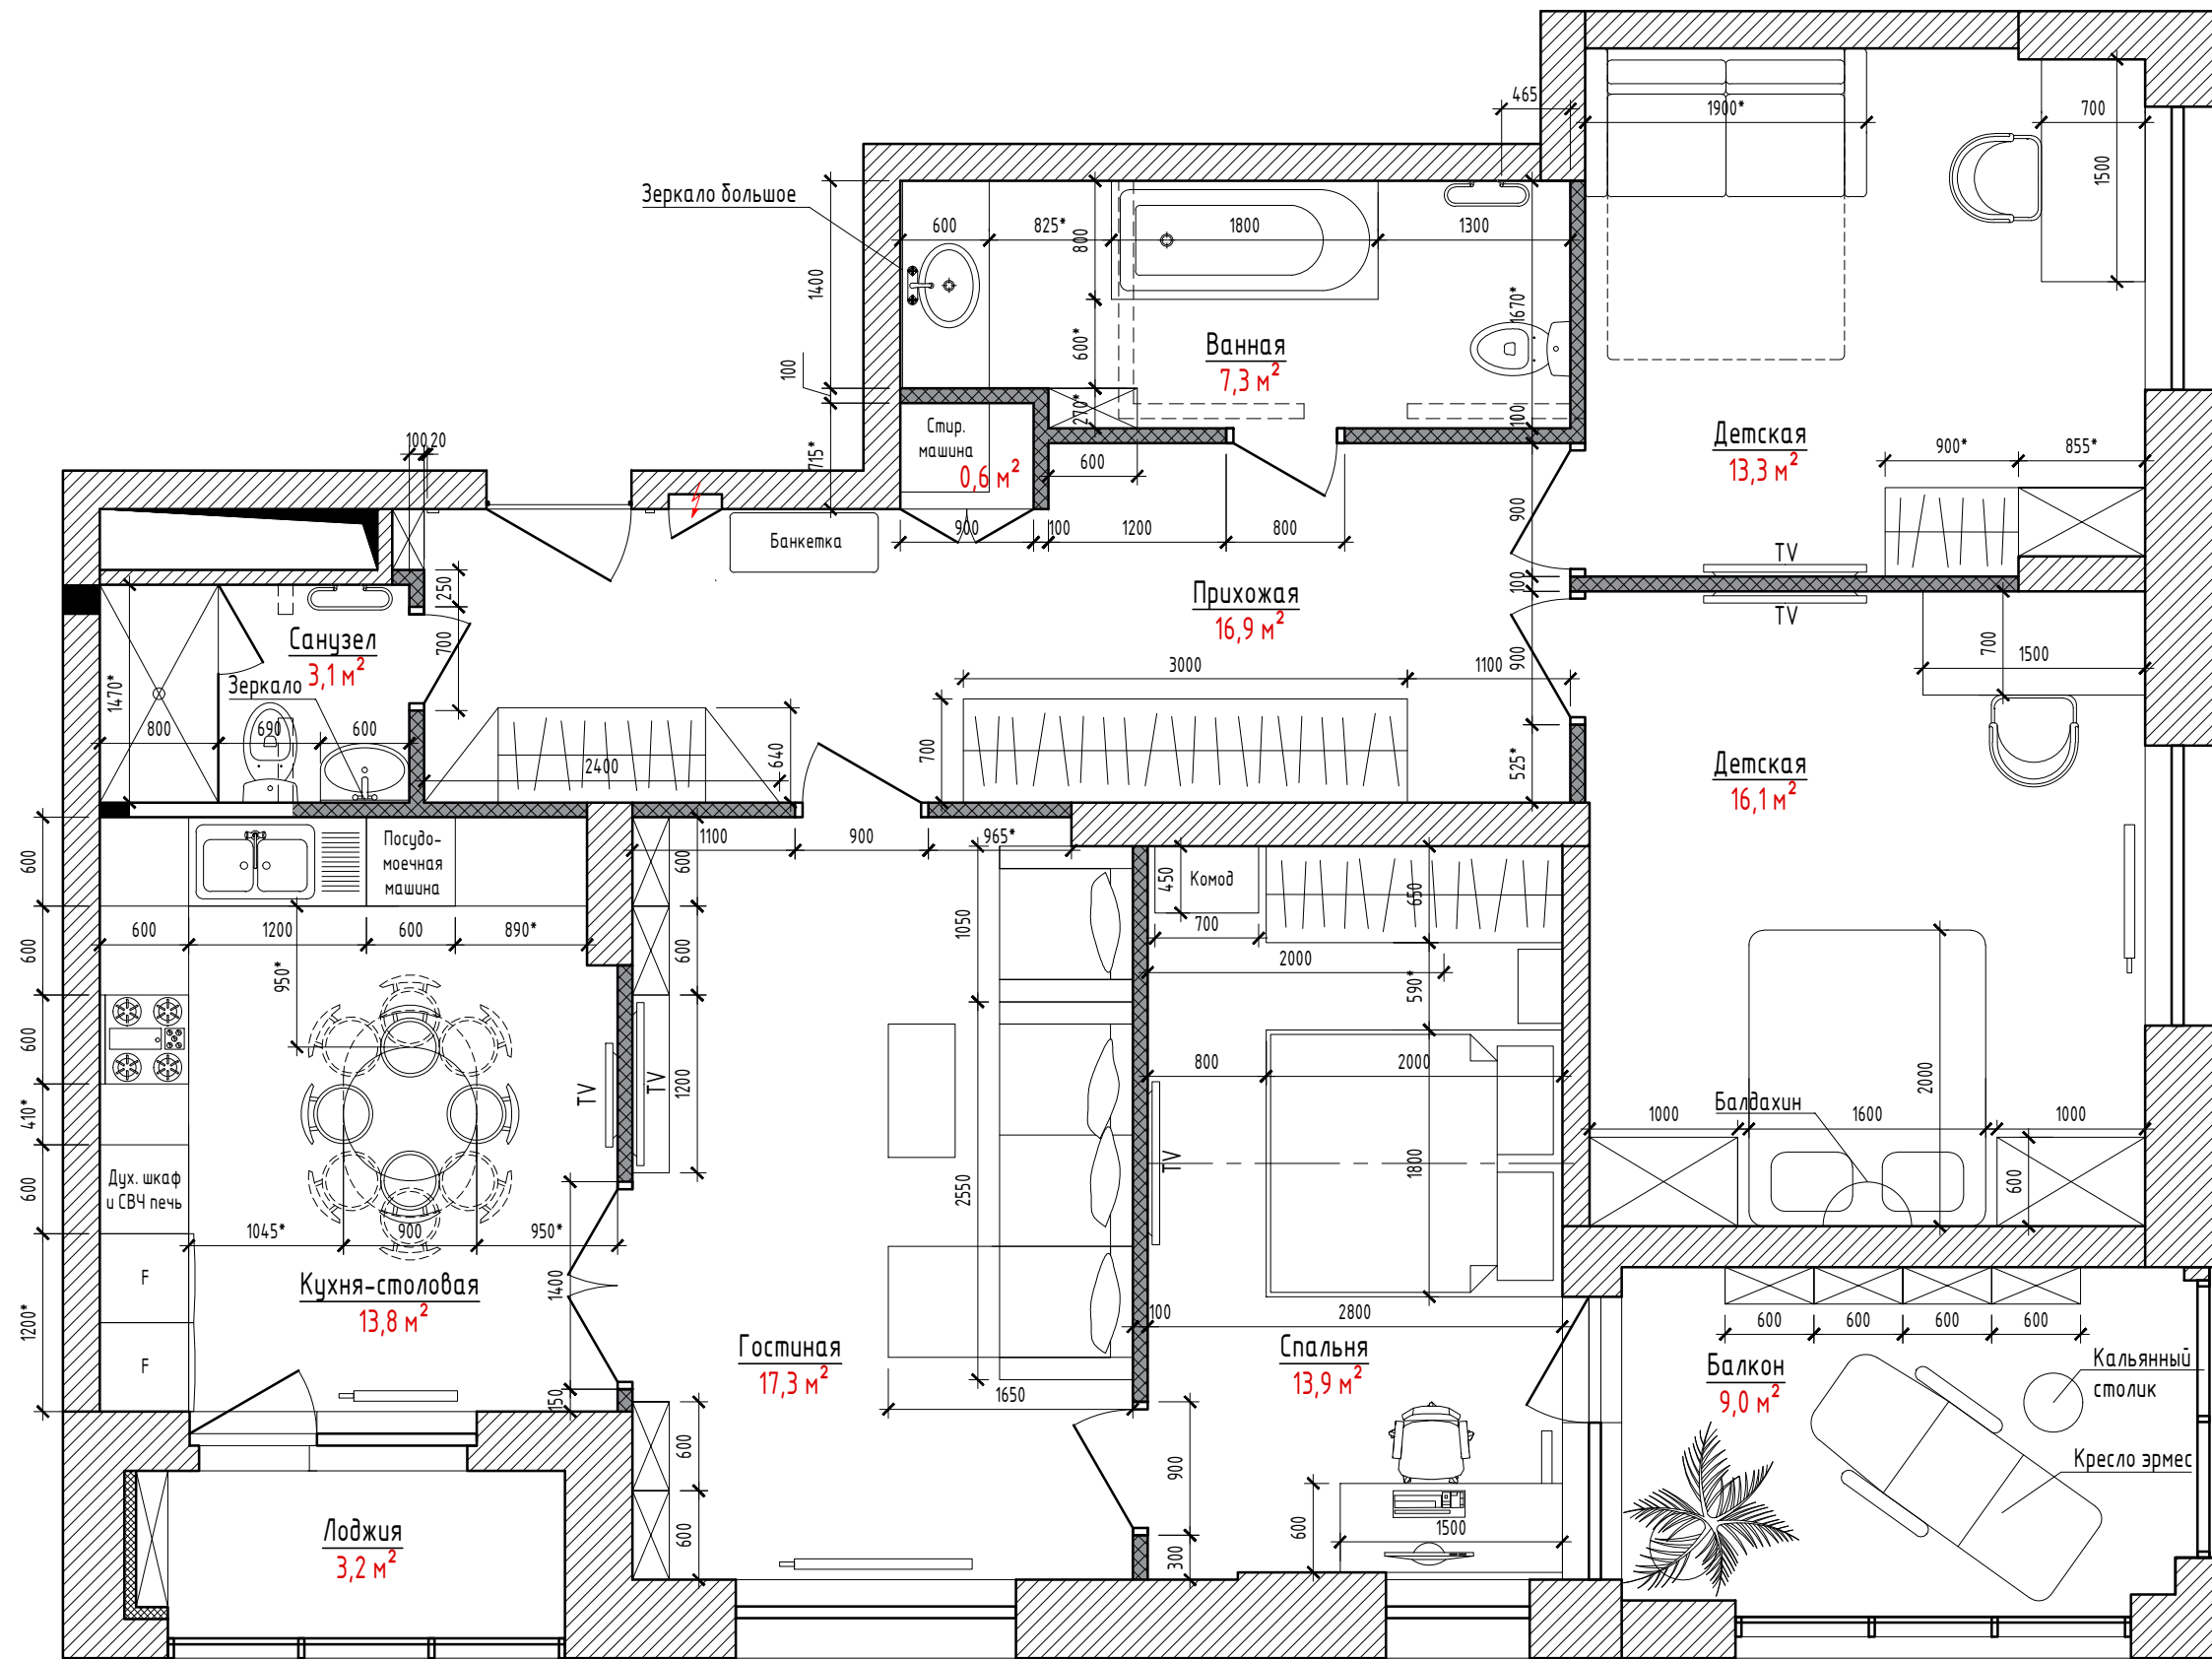 465
1900*
700
1500
Зеркало большое
600
825*
800
1800
1300
1400
1670*
600*
100
Ванная
7,3 м²
270*
100
Стир.
машина
0,6 м²
715*
600
Детская
13,3 м²
900*
855*
100
20
900
100
1200
800
900
Банкетка
TV
100
TV
250
Прихожая
16,9 м²
700
Санузел
3,1 м²
Зеркало
1470*
800
690
600
3000
1100
900
700
1500
2400
640
700
525*
Детская
16,1 м²
600
Посудо-
моечная
машина
1100
900
965*
600
450
Комод
650
600
600
1200
600
890*
950*
600
1050
700
2000
590*
600
TV
TV
1200
800
2000
2000
410*
Балдахин
1000
1600
1000
600
Дух. шкаф
и СВЧ печь
2550
TV
1800
600
1045*
900
950*
1200*
F
F
Кухня-столовая
13,8 м²
1400
150
100
2800
600
600
600
600
Гостиная
17,3 м²
1650
Спальня
13,9 м²
Балкон
9,0 м²
Кальянный
столик
600
900
Кресло эрмес
Лоджия
3,2 м²
600
300
600
1500